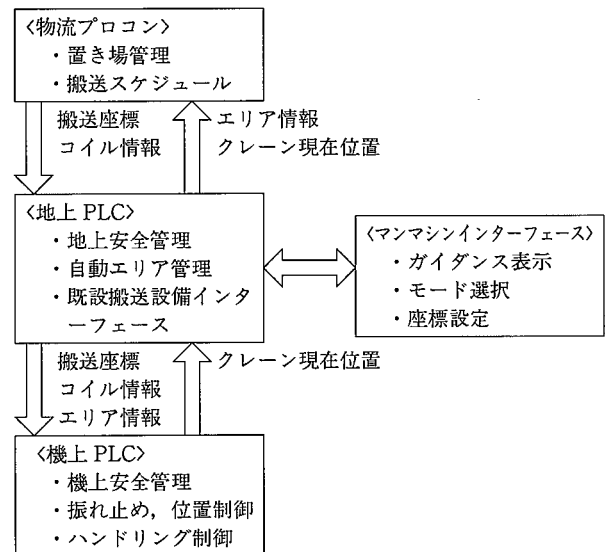 〈物流プロコン〉
・置き場管理
・搬送スケジュール
搬送座標
コイル情報
エリア情報
クレーン現在位置
〈地上 PLC〉
・地上安全管理
・自動エリア管理
・既設搬送設備インタ
ーフェース
〈マンマシンインターフェース〉
・ガイダンス表示
・モード選択
・座標設定
搬送座標
コイル情報
エリア情報
クレーン現在位置
〈機上 PLC〉
・機上安全管理
・振れ止め，位置制御
・ハンドリング制御